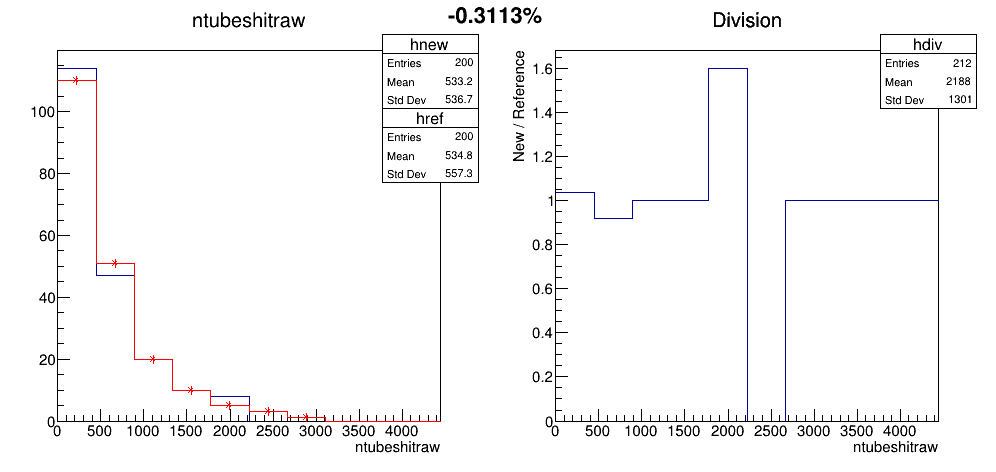 -0.3113%
ntubeshitraw
hnew
Entries 200
Mean 533.2
Std Dev 536.7
href
Entries 200
Mean 534.8
Std Dev 557.3
100
80
60
40
20
0
0 500 1000 1500 2000 2500 3000 3500 4000
ntubeshitraw
Division
hdiv
Entries 212
Mean 2188
Std Dev 1301
New / Reference
1.6
1.4
1.2
1
0.8
0.6
0.4
0.2
0
0 500 1000 1500 2000 2500 3000 3500 4000
ntubeshitraw